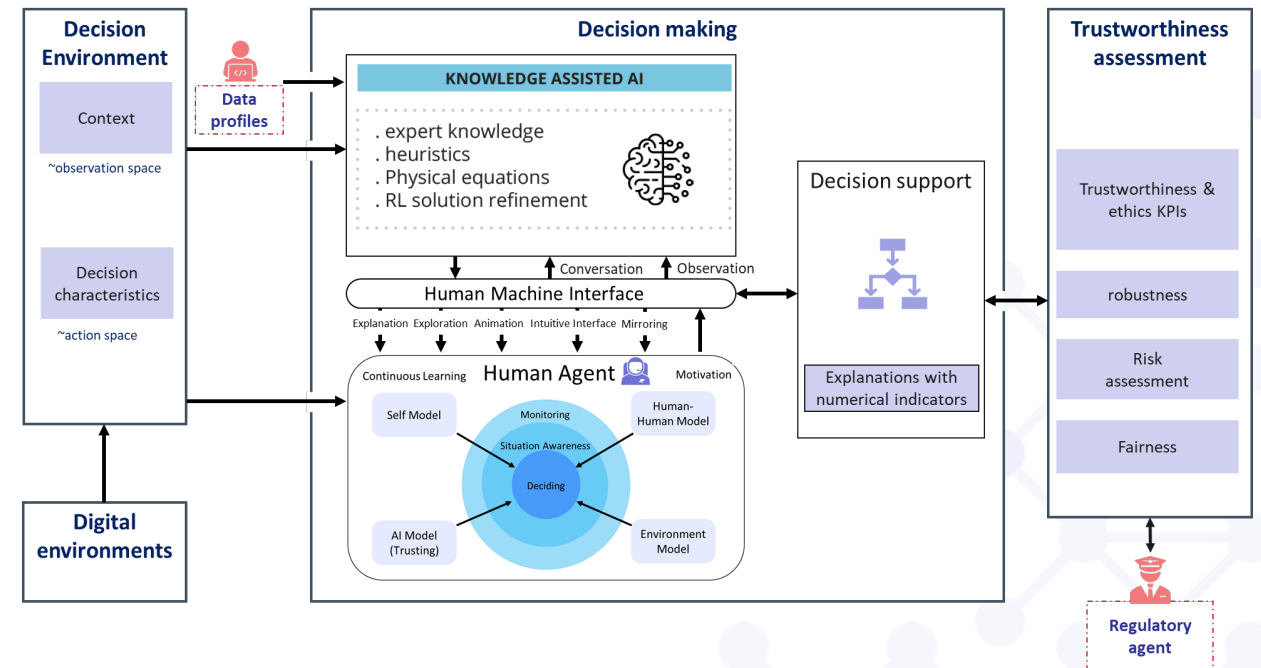 Decision
Environment
Context
~observation space
Decision
characteristics
~action space
Digital
environments
Data
profiles
Decision making
KNOWLEDGE ASSISTED AI
. expert knowledge
. heuristics
. Physical equations
. RL solution refinement
Conversation
Observation
Human Machine Interface
Explanation
Exploration
Animation
Intuitive Interface
Mirroring
Continuous Learning
Human Agent
Motivation
Self Model
Monitoring
Human-
Human Model
Situation Awareness
Deciding
AI Model
(Trusting)
Environment
Model
Decision support
Explanations with
numerical indicators
Trustworthiness
assessment
Trustworthiness &
ethics KPIs
robustness
Risk
assessment
Fairness
Regulatory
agent